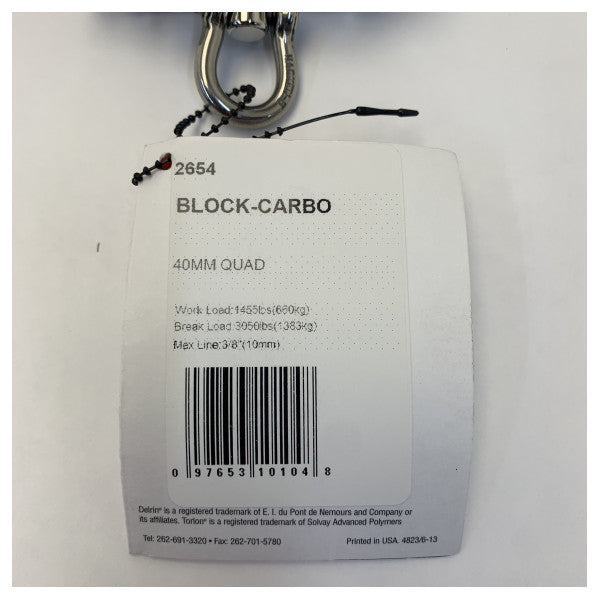 2654
BLOCK-CARBO
40MM QUAD
Work Load:1455lbs(660kg)
Break Load:3050lbs(1383kg)
Max Line:3/8"(10mm)
0 97653 10104 8
Delrin® is a registered trademark of E. I. du Pont de Nemours and Company or
its affiliates. Torlon® is a registered trademark of Solvay Advanced Polymers
Tel: 262-691-3320 • Fax: 262-701-5780 Printed in USA. 4823/6-13